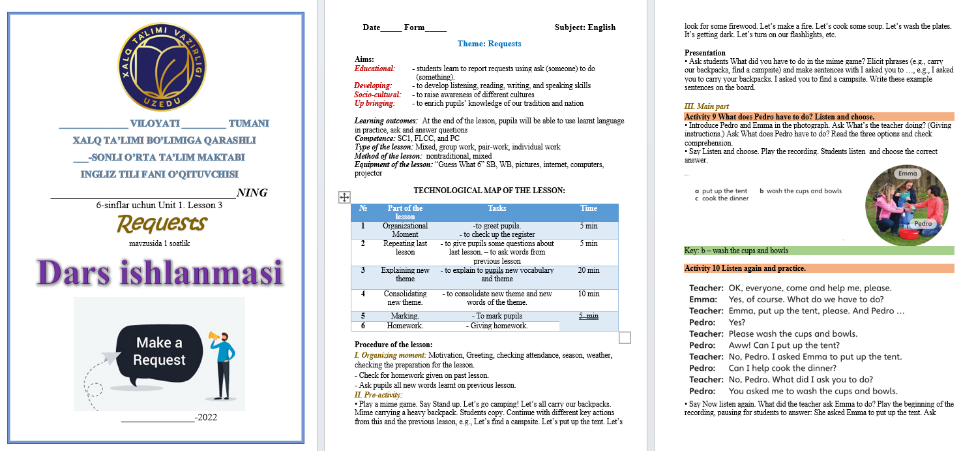 XALQ TALIMI VAZIRLIGI
UZEDU
______________ VILOYATI __________ TUMANI
XALQ TA'LIMI BO'LIMIGA QARASHLI
___-SONLI O'RTA TA'LIM MAKTABI
INGLIZ TILI FANI O'QITUVCHISI
______________________________NING
6-sinflar uchun Unit 1. Lesson 3
Requests
mavzusida 1 soatlik
Dars ishlanmasi
Make a
Request
________________-2022
Date_____ Form_____ Subject: English
Theme: Requests
Aims:
Educational: - students learn to report requests using ask (someone) to do
(something).
Developing: - to develop listening, reading, writing, and speaking skills
Socio-cultural: - to raise awareness of different cultures
Up bringing: - to enrich pupils' knowledge of our tradition and nation
Learning outcomes: At the end of the lesson, pupils will be able to use learnt language
in practice, ask and answer questions
Competence: SC1, FLCC, and PC
Type of the lesson: Mixed, group work, pair-work, individual work
Method of the lesson: nontraditional, mixed
Equipment of the lesson: "Guess What 6" SB, WB, pictures, internet, computers,
projector
TECHNOLOGICAL MAP OF THE LESSON:
№ Part of the lesson Tasks Time
1 Organizational Moment -to greet pupils. - to check up the register 5 min
2 Repeating last lesson - to give pupils some questions about last lesson. – to ask words from previous lesson 5 min
3 Explaining new theme - to explain to pupils new vocabulary and theme 20 min
4 Consolidating new theme. - to consolidate new theme and new words of the theme. 10 min
5 Marking. - To mark pupils 5 min
6 Homework. - Giving homework.
Procedure of the lesson:
I. Organizing moment: Motivation, Greeting, checking attendance, season, weather,
checking the preparation for the lesson.
- Check for homework given on past lesson.
- Ask pupils all new words learnt on previous lesson.
II. Pre-activity:
• Play a mime game. Say Stand up. Let's go camping! Let's all carry our backpacks.
Mime carrying a heavy backpack. Students copy. Continue with different key actions
from this and the previous lesson, e.g., Let's find a campsite. Let's put up the tent. Let's
look for some firewood. Let's make a fire. Let's cook some soup. Let's wash the plates.
It's getting dark. Let's turn on our flashlights, etc.
Presentation
• Ask students What did you have to do in the mime game? Elicit phrases (e.g., carry
our backpacks, find a campsite) and make sentences with I asked you to …, e.g., I asked
you to carry your backpacks. I asked you to find a campsite. Write these example
sentences on the board.
III. Main part
Activity 9 What does Pedro have to do? Listen and choose.
• Introduce Pedro and Emma in the photograph. Ask What's the teacher doing? (Giving
instructions.) Ask What does Pedro have to do? Read the three options and check
comprehension.
• Say Listen and choose. Play the recording. Students listen and choose the correct
answer.
a put up the tent b wash the cups and bowls
c cook the dinner
Emma
Pedro
Key: b – wash the cups and bowls
Activity 10 Listen again and practice.
Teacher: OK, everyone, come and help me, please.
Emma: Yes, of course. What do we have to do?
Teacher: Emma, put up the tent, please. And Pedro …
Pedro: Yes?
Teacher: Please wash the cups and bowls.
Pedro: Aww! Can I put up the tent?
Teacher: No, Pedro. I asked Emma to put up the tent.
Pedro: Can I help cook the dinner?
Teacher: No, Pedro. What did I ask you to do?
Pedro: You asked me to wash the cups and bowls.
• Say Now listen again. What did the teacher ask Emma to do? Play the beginning of the
recording, pausing for students to answer: She asked Emma to put up the tent. Ask